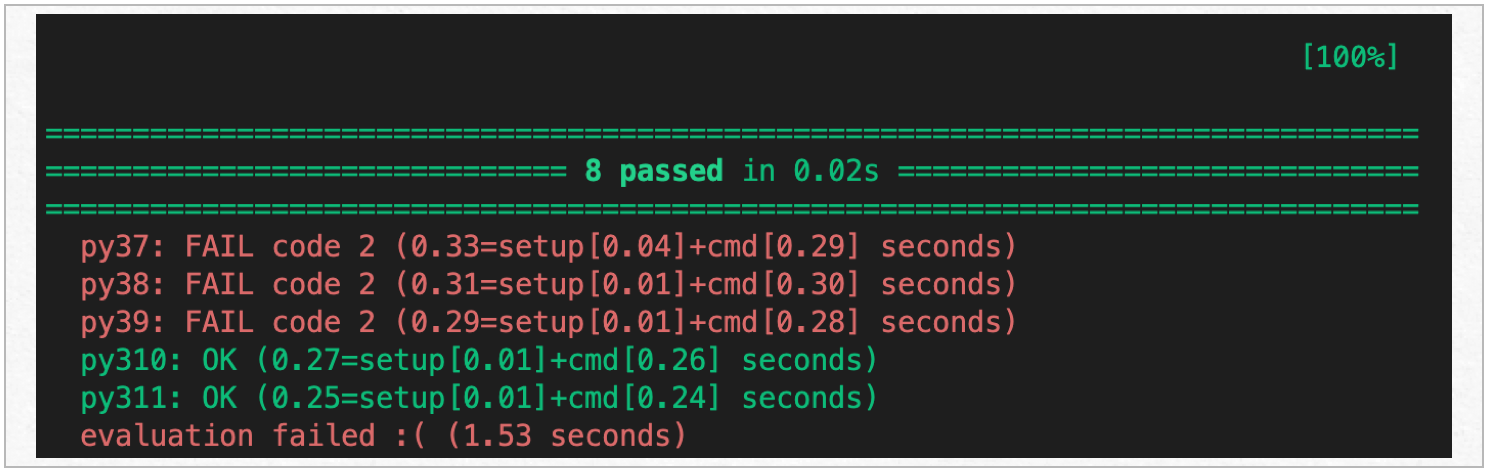 [100%]
===============================================================================
============================== 8 passed in 0.02s ==============================
===============================================================================
py37: FAIL code 2 (0.33=setup[0.04]+cmd[0.29] seconds)
py38: FAIL code 2 (0.31=setup[0.01]+cmd[0.30] seconds)
py39: FAIL code 2 (0.29=setup[0.01]+cmd[0.28] seconds)
py310: OK (0.27=setup[0.01]+cmd[0.26] seconds)
py311: OK (0.25=setup[0.01]+cmd[0.24] seconds)
evaluation failed :( (1.53 seconds)